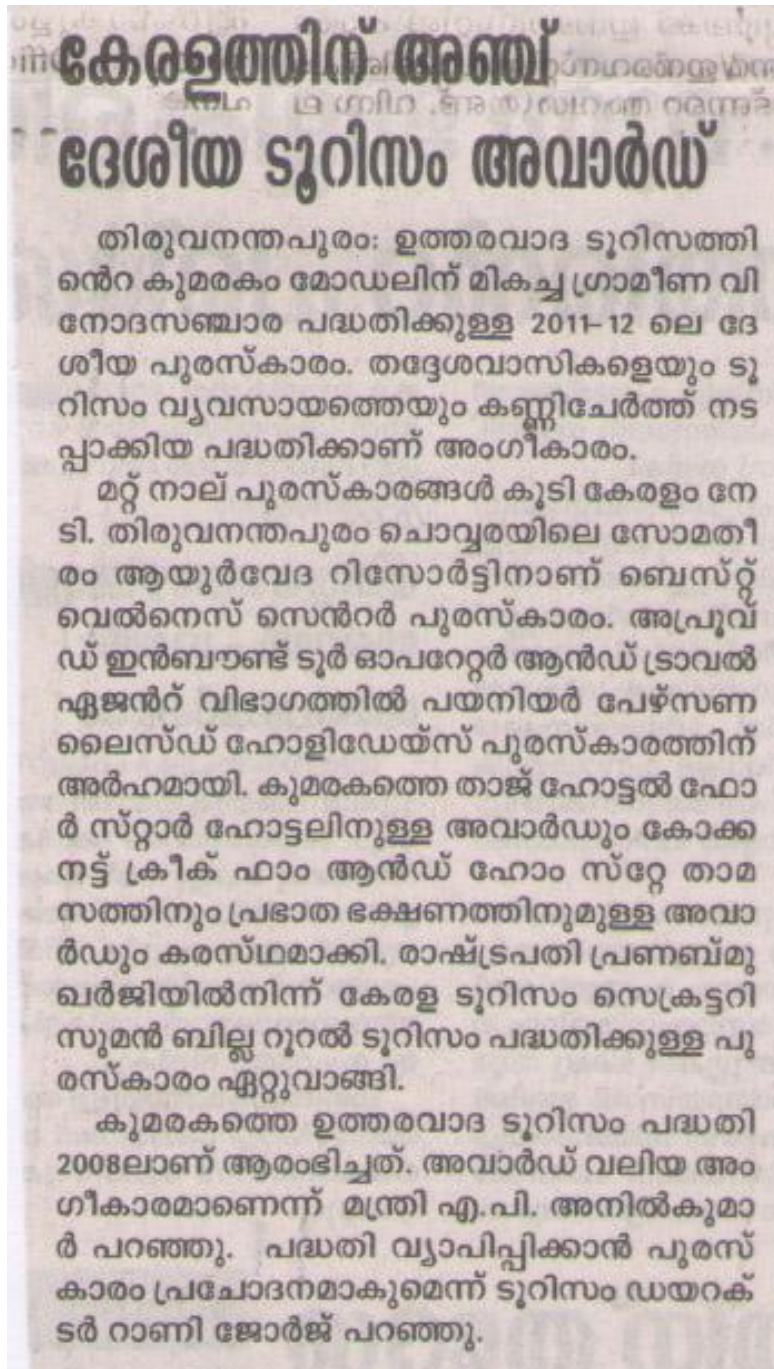 കേരളത്തിന് അഞ്ച്
ദേശീയ ടൂറിസം അവാർഡ്
തിരുവനന്തപുരം: ഉത്തരവാദ ടൂറിസത്തി
ൻെറ കുമരകം മോഡലിന് മികച്ച ഗ്രാമീണ വി
നോദസഞ്ചാര പദ്ധതിക്കുള്ള 2011-12 ലെ ദേ
ശീയ പുരസ്കാരം. തദ്ദേശവാസികളെയും ടൂ
റിസം വ്യവസായത്തെയും കണ്ണിചേർത്ത് നട
പ്പാക്കിയ പദ്ധതിക്കാണ് അംഗീകാരം.
മറ്റ് നാല് പുരസ്കാരങ്ങൾ കൂടി കേരളം നേ
ടി. തിരുവനന്തപുരം ചൊവ്വരയിലെ സോമതീ
രം ആയുർവേദ റിസോർട്ടിനാണ് ബെസ്റ്റ്
വെൽനെസ് സെൻറർ പുരസ്കാരം. അപ്രൂവ്
ഡ് ഇൻബൗണ്ട് ടൂർ ഓപറേറ്റർ ആൻഡ് ട്രാവൽ
ഏജൻറ് വിഭാഗത്തിൽ പയനിയർ പേഴ്സണ
ലൈസ്ഡ് ഹോളിഡേയ്സ് പുരസ്കാരത്തിന്
അർഹമായി. കുമരകത്തെ താജ് ഹോട്ടൽ ഫോ
ർ സ്റ്റാർ ഹോട്ടലിനുള്ള അവാർഡും കോക്ക
നട്ട് ക്രീക് ഫാം ആൻഡ് ഹോം സ്റ്റേ താമ
സത്തിനും പ്രഭാത ഭക്ഷണത്തിനുമുള്ള അവാ
ർഡും കരസ്ഥമാക്കി. രാഷ്ട്രപതി പ്രണബ്മു
ഖർജിയിൽനിന്ന് കേരള ടൂറിസം സെക്രട്ടറി
സുമൻ ബില്ല റൂറൽ ടൂറിസം പദ്ധതിക്കുള്ള പു
രസ്കാരം ഏറ്റുവാങ്ങി.
കുമരകത്തെ ഉത്തരവാദ ടൂറിസം പദ്ധതി
2008ലാണ് ആരംഭിച്ചത്. അവാർഡ് വലിയ അം
ഗീകാരമാണെന്ന് മന്ത്രി എ.പി. അനിൽകുമാ
ർ പറഞ്ഞു. പദ്ധതി വ്യാപിപ്പിക്കാൻ പുരസ്
കാരം പ്രചോദനമാകുമെന്ന് ടൂറിസം ഡയറക്
ടർ റാണി ജോർജ് പറഞ്ഞു.